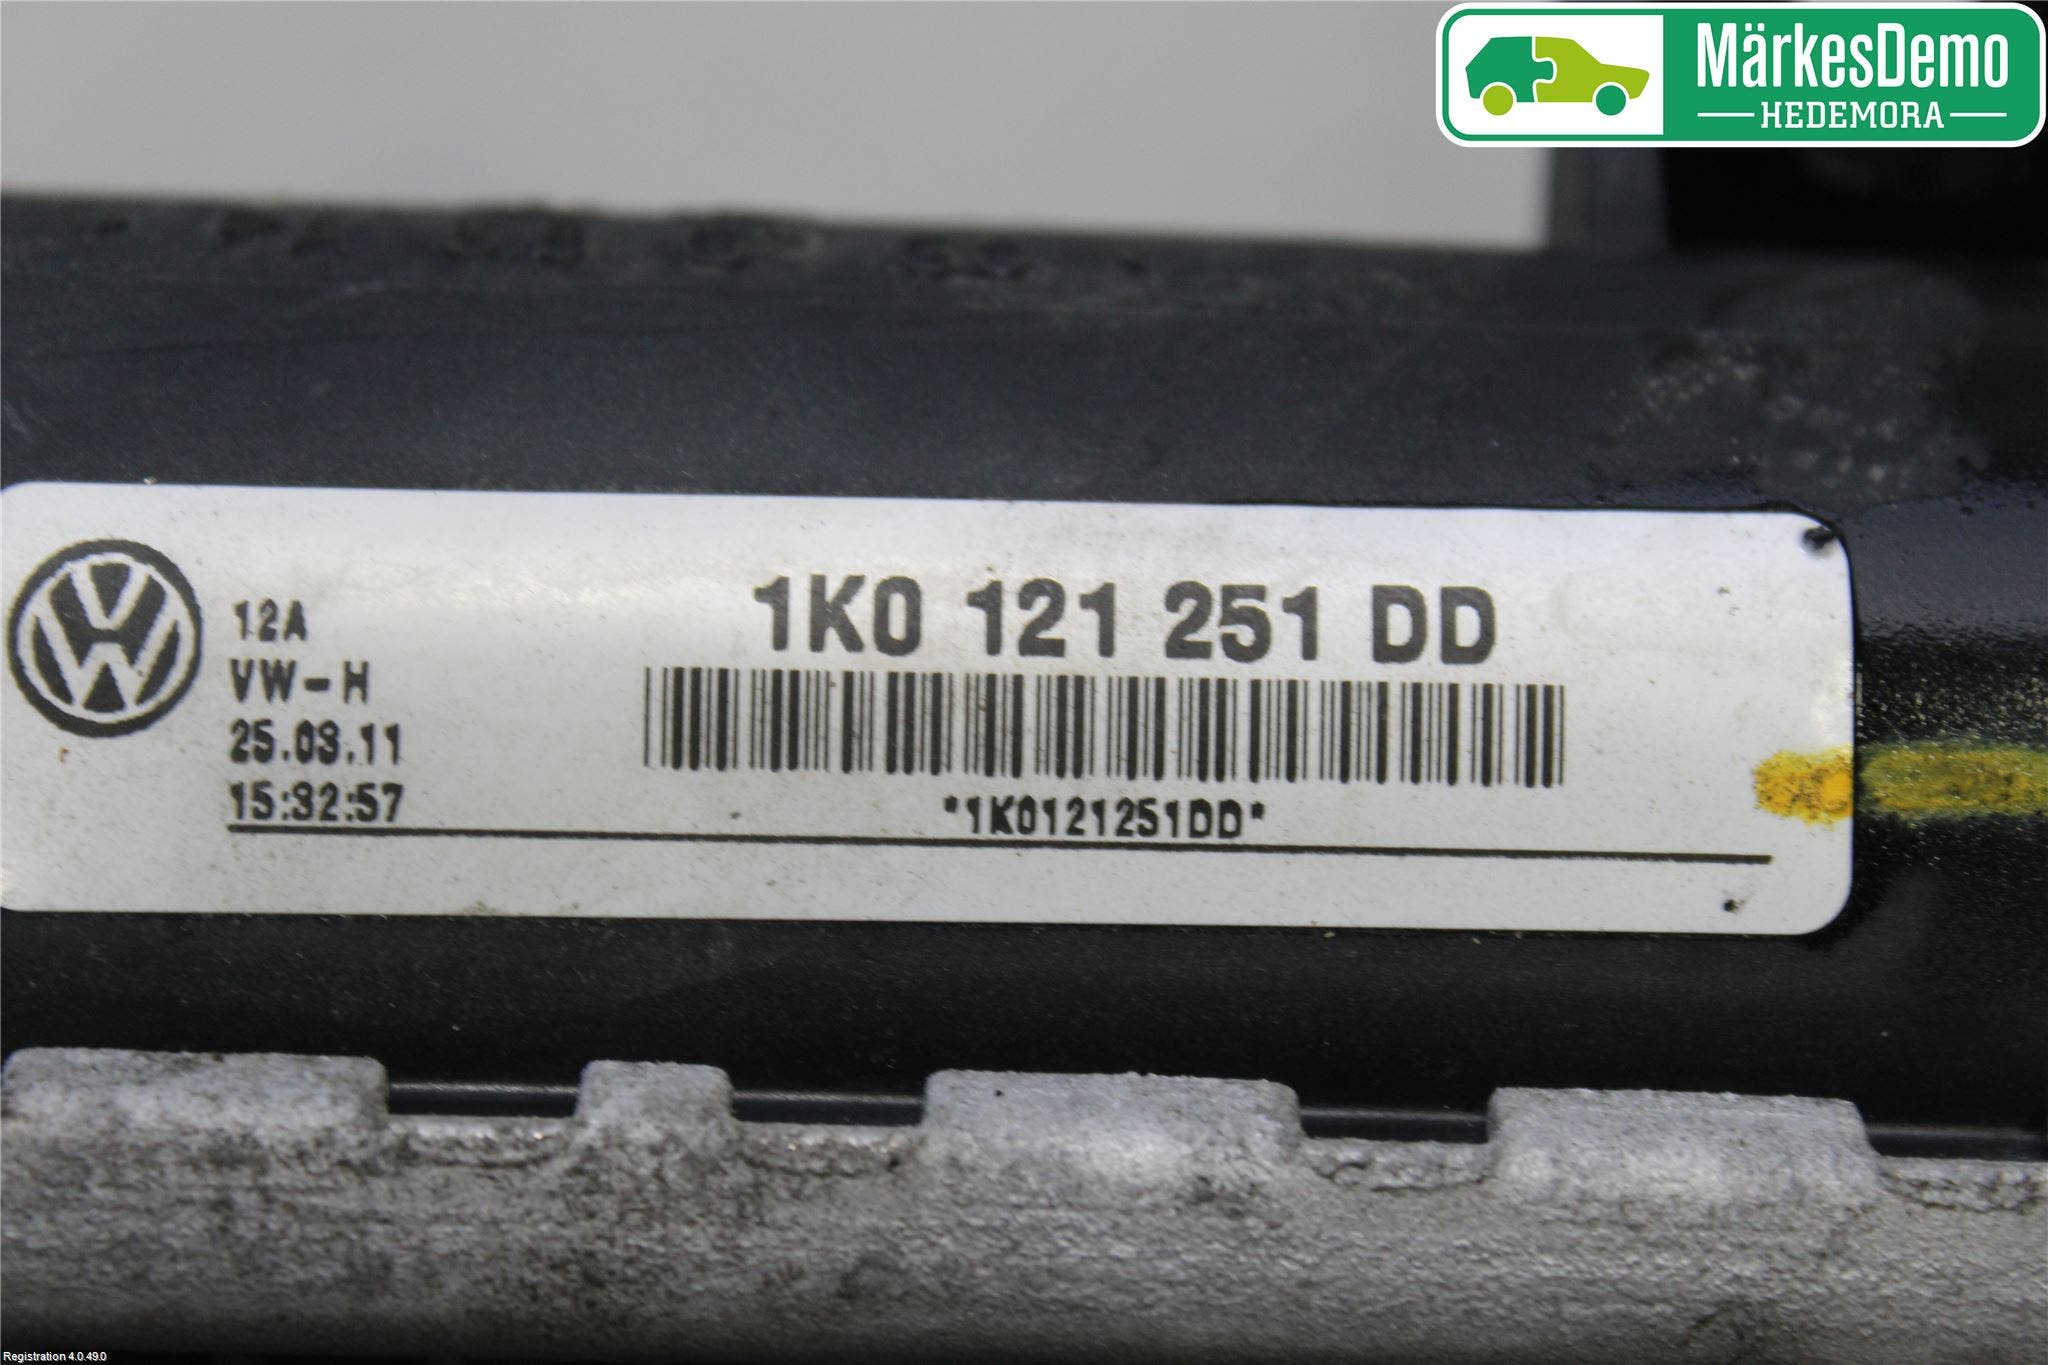 MärkesDemo
HEDEMORA
1K0 121 251 DD
12A
VW-H
25.03.11
15:32:57
*1K0121251DD*
Registration 4.0.49.0